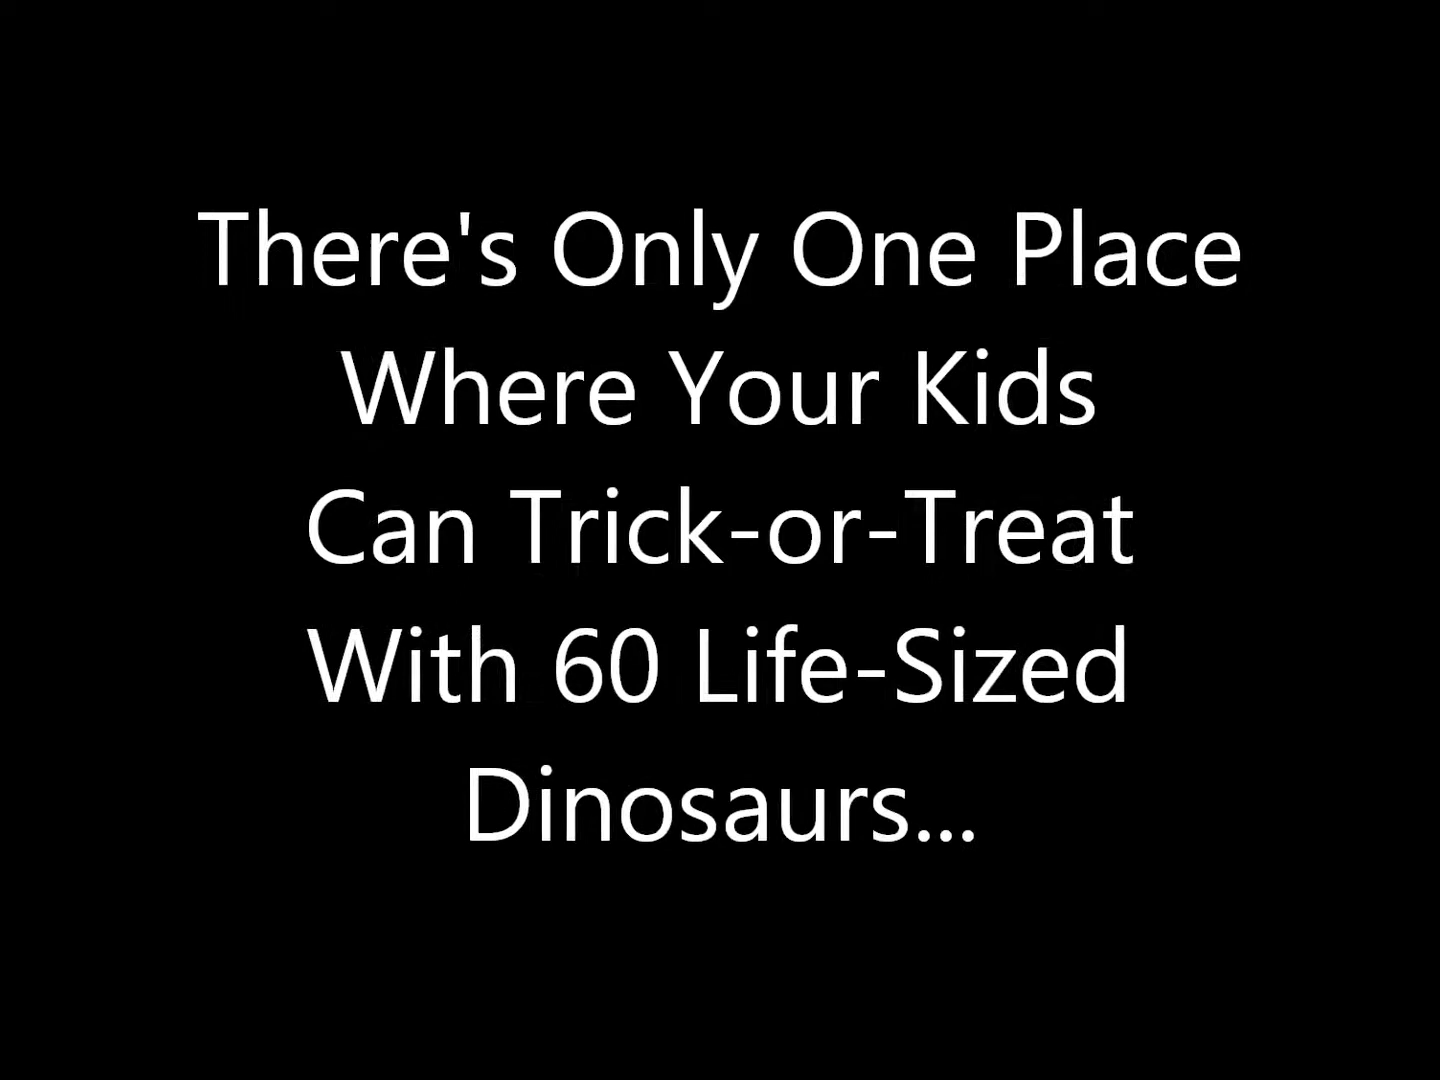 There's Only One Place
Where Your Kids
Can Trick-or-Treat
With 60 Life-Sized
Dinosaurs...